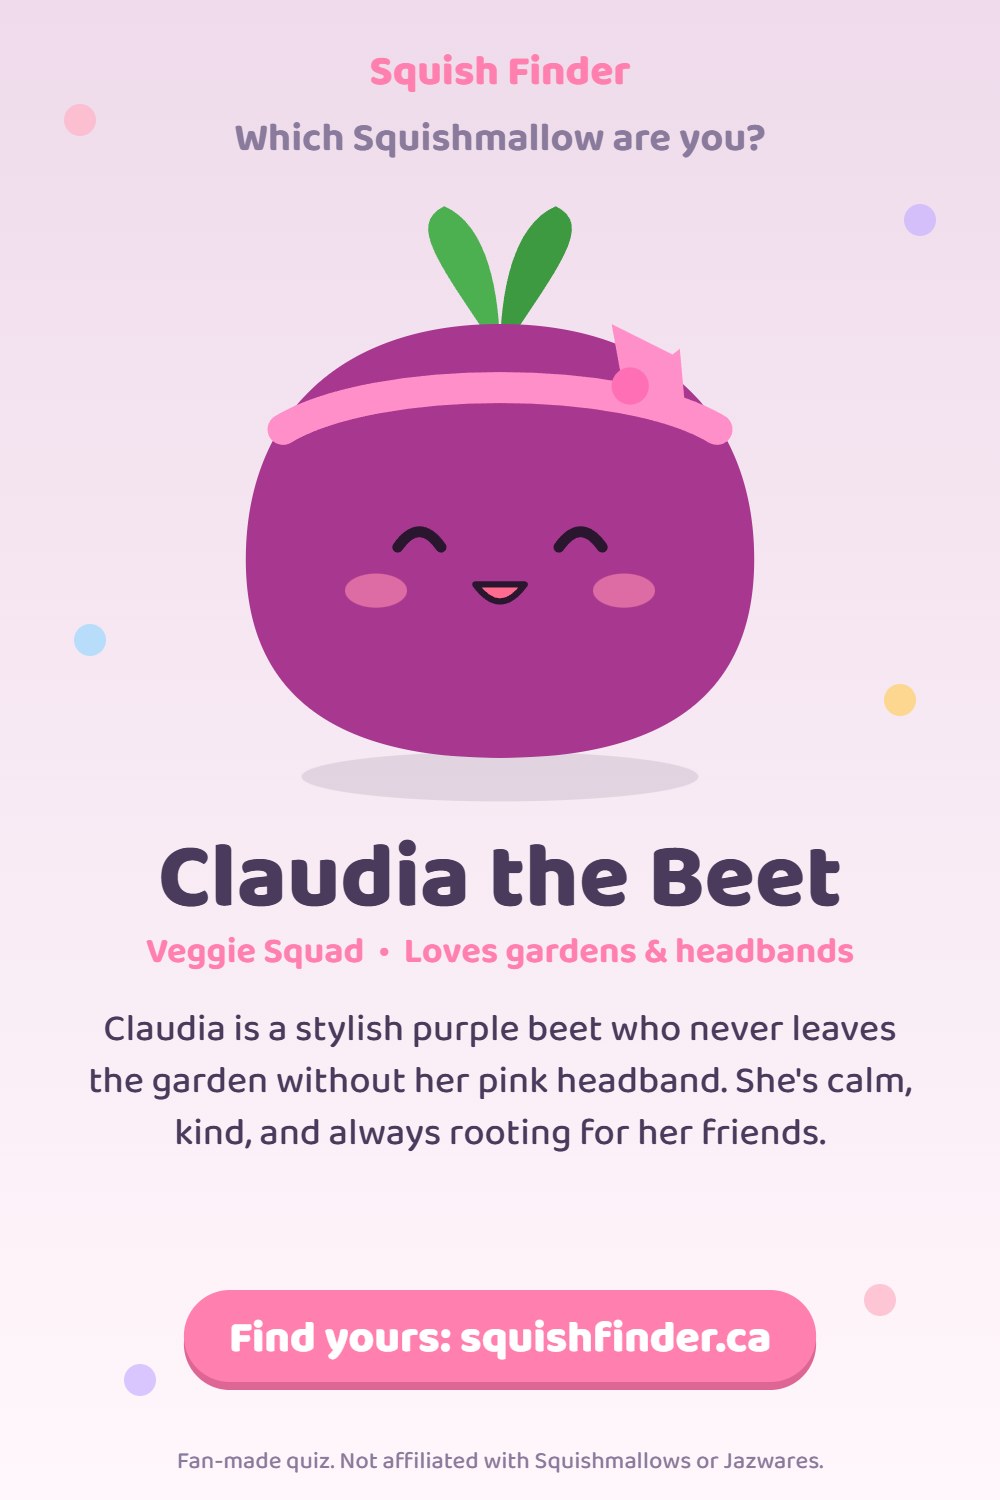 Squish Finder
Which Squishmallow are you?
Claudia the Beet
Veggie Squad • Loves gardens & headbands
Claudia is a stylish purple beet who never leaves
the garden without her pink headband. She's calm,
kind, and always rooting for her friends.
Find yours: squishfinder.ca
Fan-made quiz. Not affiliated with Squishmallows or Jazwares.